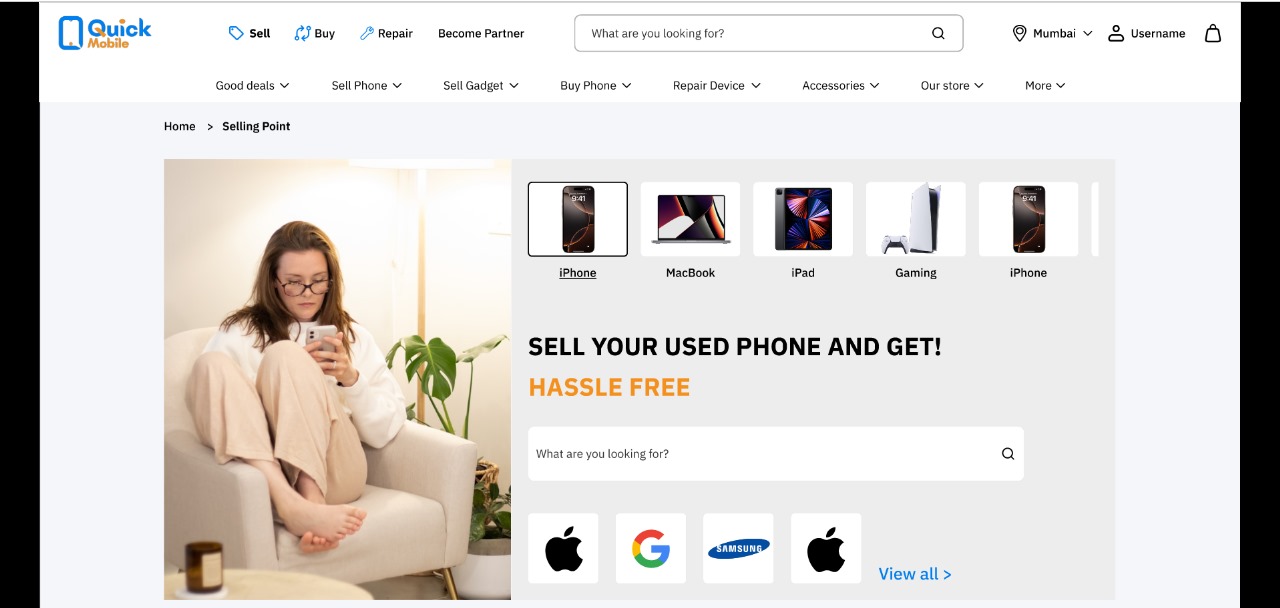 Quick
Mobile
Sell
Buy
Repair
Become Partner
What are you looking for?
Mumbai
Username
Good deals
Sell Phone
Sell Gadget
Buy Phone
Repair Device
Accessories
Our store
More
Home > Selling Point
9:41
9:41
iPhone
MacBook
iPad
Gaming
iPhone
SELL YOUR USED PHONE AND GET!
HASSLE FREE
What are you looking for?
G
SAMSUNG
View all >